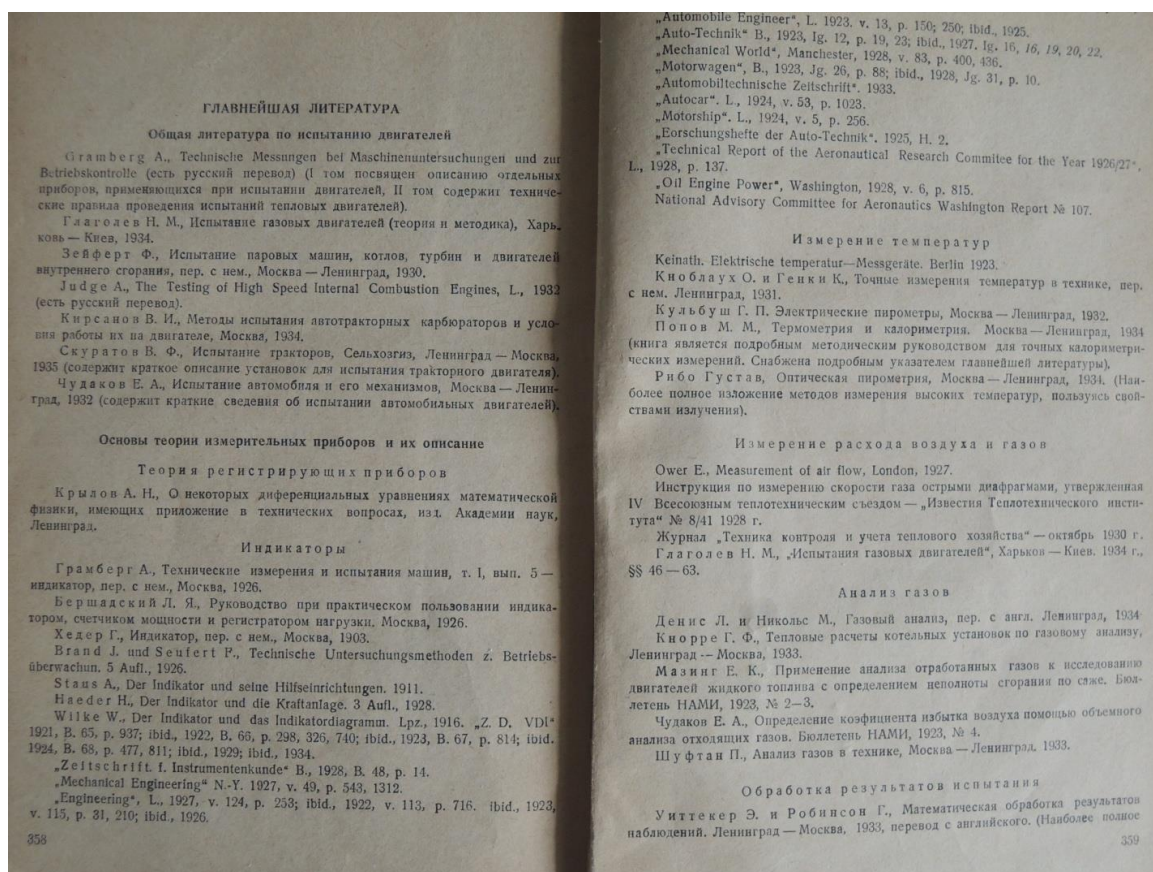 ГЛАВНЕЙШАЯ ЛИТЕРАТУРА
Общая литература по испытанию двигателей
Gramberg A., Technische Messungen bei Maschinenuntersuchungen und zur
Betriebskontrolle (есть русский перевод) (I том посвящен описанию отдельных
приборов, применяющихся при испытании двигателей, II том содержит техниче-
ские правила проведения испытаний тепловых двигателей).
Глаголев Н. М., Испытание газовых двигателей (теория и методика), Харь-
ковь — Киев, 1934.
Зейферт Ф., Испытание паровых машин, котлов, турбин и двигателей
внутреннего сгорания, пер. с нем., Москва — Ленинград, 1930.
Judge A., The Testing of High Speed Internal Combustion Engines, L., 1932
(есть русский перевод).
Кирсанов В. И., Методы испытания автотракторных карбюраторов и усло-
вия работы их на двигателе, Москва, 1934.
Скуратов В. Ф., Испытание тракторов, Сельхозгиз, Ленинград — Москва,
1935 (содержит краткое описание установок для испытания тракторного двигателя).
Чудаков Е. А., Испытание автомобиля и его механизмов, Москва — Ленин-
град, 1932 (содержит краткие сведения об испытании автомобильных двигателей).
Основы теории измерительных приборов и их описание
Теория регистрирующих приборов
Крылов А. Н., О некоторых диференциальных уравнениях математической
физики, имеющих приложение в технических вопросах, изд. Академии наук,
Ленинград.
Индикаторы
Грамберг А., Технические измерения и испытания машин, т. I, вып. 5 —
индикатор, пер. с нем., Москва, 1926.
Бершадский Л. Я., Руководство при практическом пользовании индика-
тором, счетчиком мощности и регистратором нагрузки. Москва, 1926.
Хедер Г., Индикатор, пер. с нем., Москва, 1903.
Brand J. und Seufert F., Technische Untersuchungsmethoden z. Betriebs-
überwachun. 5 Aufl., 1926.
Staus A., Der Indikator und seine Hilfseinrichtungen. 1911.
Haeder H., Der Indikator und die Kraftanlage. 3 Aufl., 1928.
Wilke W., Der Indikator und das Indikatordiagramm. Lpz., 1916. „Z. D. VDI“
1921, B. 65, p. 937; ibid., 1922, B. 66, p. 298, 326, 740; ibid., 1923, B. 67, p. 814; ibid.
1924, B. 68, p. 477, 811; ibid., 1929; ibid., 1934.
„Zeitschrift. f. Instrumentenkunde“ B., 1928, B. 48, p. 14.
„Mechanical Engineering“ N.-Y. 1927, v. 49, p. 543, 1312.
„Engineering“, L., 1927, v. 124, p. 253; ibid., 1922, v. 113, p. 716. ibid., 1923,
v. 115, p. 31, 210; ibid., 1926.
358
„Automobile Engineer“, L. 1923. v. 13, p. 150; 250; ibid., 1925.
„Auto-Technik“ B., 1923, Ig. 12, p. 19, 23; ibid., 1927. Ig. 16, 16, 19, 20, 22.
„Mechanical World“, Manchester, 1928, v. 83, p. 400, 436.
„Motorwagen“, B., 1923, Jg. 26, p. 88; ibid., 1928, Jg. 31, p. 10.
„Automobiltechnische Zeitschrift“. 1933.
„Autocar“. L., 1924, v. 53, p. 1023.
„Motorship“. L., 1924, v. 5, p. 256.
„Eorschungshefte der Auto-Technik“. 1925, H. 2.
„Technical Report of the Aeronautical Research Commitee for the Year 1926/27“.
L., 1928, p. 137.
„Oil Engine Power“, Washington, 1928, v. 6, p. 815.
National Advisory Committee for Aeronautics Washington Report № 107.
Измерение температур
Keinath. Elektrische temperatur—Messgeräte. Berlin 1923.
Кноблаух О. и Генки К., Точные измерения температур в технике, пер.
с нем. Ленинград, 1931.
Кульбуш Г. П. Электрические пирометры, Москва — Ленинград, 1932.
Попов М. М., Термометрия и калориметрия. Москва — Ленинград, 1934
(книга является подробным методическим руководством для точных калориметри-
ческих измерений. Снабжена подробным указателем главнейшей литературы).
Рибо Густав, Оптическая пирометрия, Москва — Ленинград, 1934. (Наи-
более полное изложение методов измерения высоких температур, пользуясь свой-
ствами излучения).
Измерение расхода воздуха и газов
Ower E., Measurement of air flow, London, 1927.
Инструкция по измерению скорости газа острыми диафрагмами, утвержденная
IV Всесоюзным теплотехническим съездом — „Известия Теплотехнического инсти-
тута“ № 8/41 1928 г.
Журнал „Техника контроля и учета теплового хозяйства“ — октябрь 1930 г.
Глаголев Н. М., „Испытания газовых двигателей“, Харьков — Киев. 1934 г.,
§§ 46 — 63.
Анализ газов
Денис Л. и Никольс М., Газовый анализ, пер. с англ. Ленинград, 1934
Кнорре Г. Ф., Тепловые расчеты котельных установок по газовому анализу,
Ленинград — Москва, 1933.
Мазинг Е. К., Применение анализа отработанных газов к исследованию
двигателей жидкого топлива с определением неполноты сгорания по саже. Бюл-
летень НАМИ, 1923, № 2—3.
Чудаков Е. А., Определение коэфициента избытка воздуха помощью объемного
анализа отходящих газов. Бюллетень НАМИ, 1923, № 4.
Шуфтан П., Анализ газов в технике, Москва — Ленинград. 1933.
Обработка результатов испытания
Уиттекер Э. и Робинсон Г., Математическая обработка результатов
наблюдений. Ленинград — Москва, 1933, перевод с английского. (Наиболее полное
359